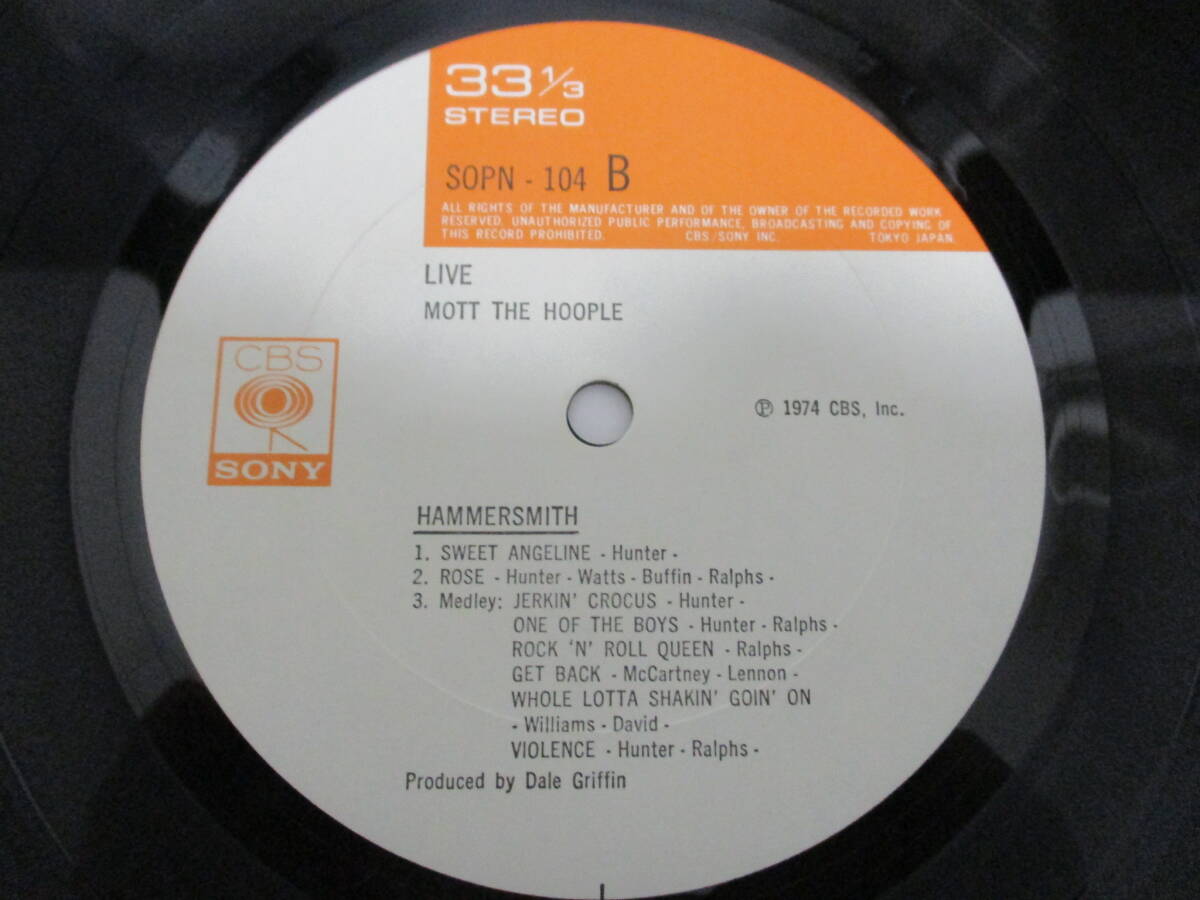 33 1/3
STEREO
SOPN - 104 B
ALL RIGHTS OF THE MANUFACTURER AND OF THE OWNER OF THE RECORDED WORK
RESERVED. UNAUTHORIZED PUBLIC PERFORMANCE, BROADCASTING AND COPYING OF
THIS RECORD PROHIBITED. CBS/SONY INC. TOKYO JAPAN.
LIVE
MOTT THE HOOPLE
CBS
SONY
℗ 1974 CBS, Inc.
HAMMERSMITH
1. SWEET ANGELINE - Hunter -
2. ROSE - Hunter - Watts - Buffin - Ralphs -
3. Medley: JERKIN' CROCUS - Hunter -
ONE OF THE BOYS - Hunter - Ralphs -
ROCK 'N' ROLL QUEEN - Ralphs -
GET BACK - McCartney - Lennon -
WHOLE LOTTA SHAKIN' GOIN' ON
- Williams - David -
VIOLENCE - Hunter - Ralphs -
Produced by Dale Griffin